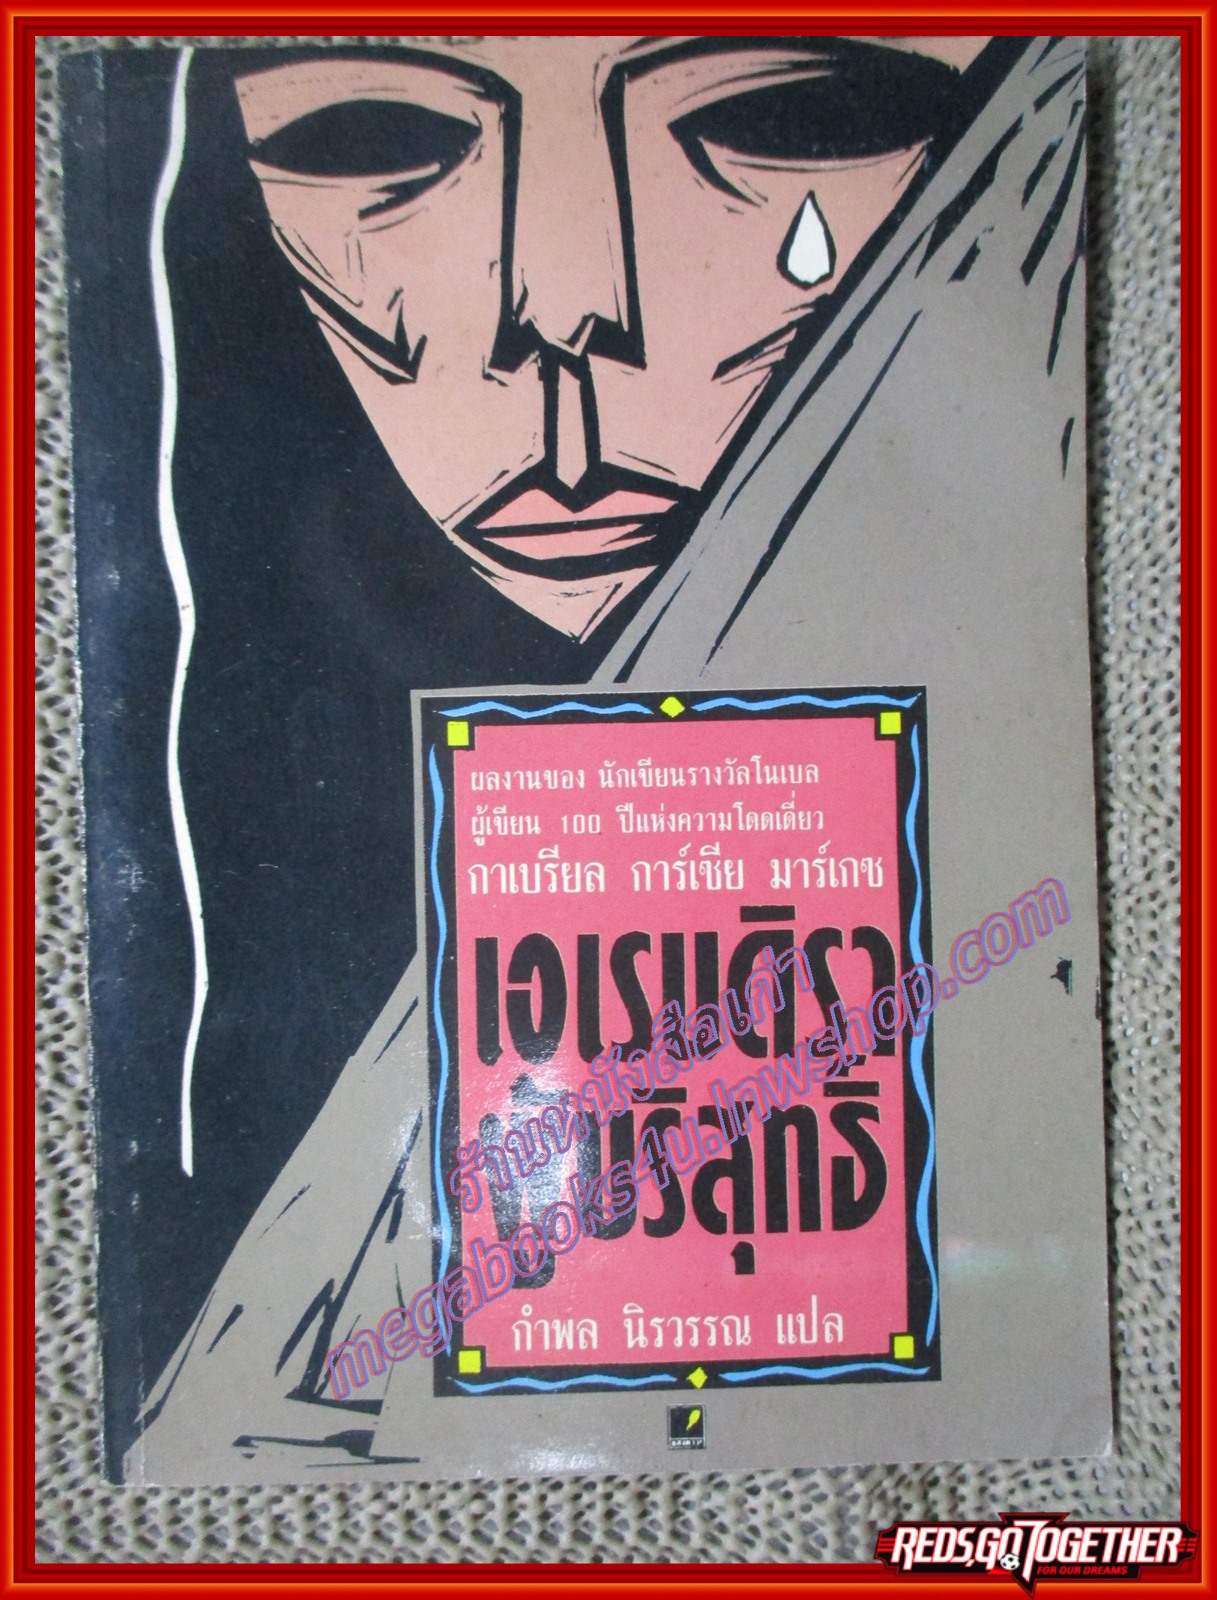 ผลงานของ นักเขียนรางวัลโนเบล
ผู้เขียน 100 ปีแห่งความโดดเดี่ยว
กาเบรียล การ์เซีย มาร์เกซ
เอเรนดิรา
ผู้บริสุทธิ์
กำพล นิรวรรณ แปล
ร้านหนังสือเก่า
megabooks4u.lnwshop.com
REDS,GO TOGETHER
FOR OUR DREAMS